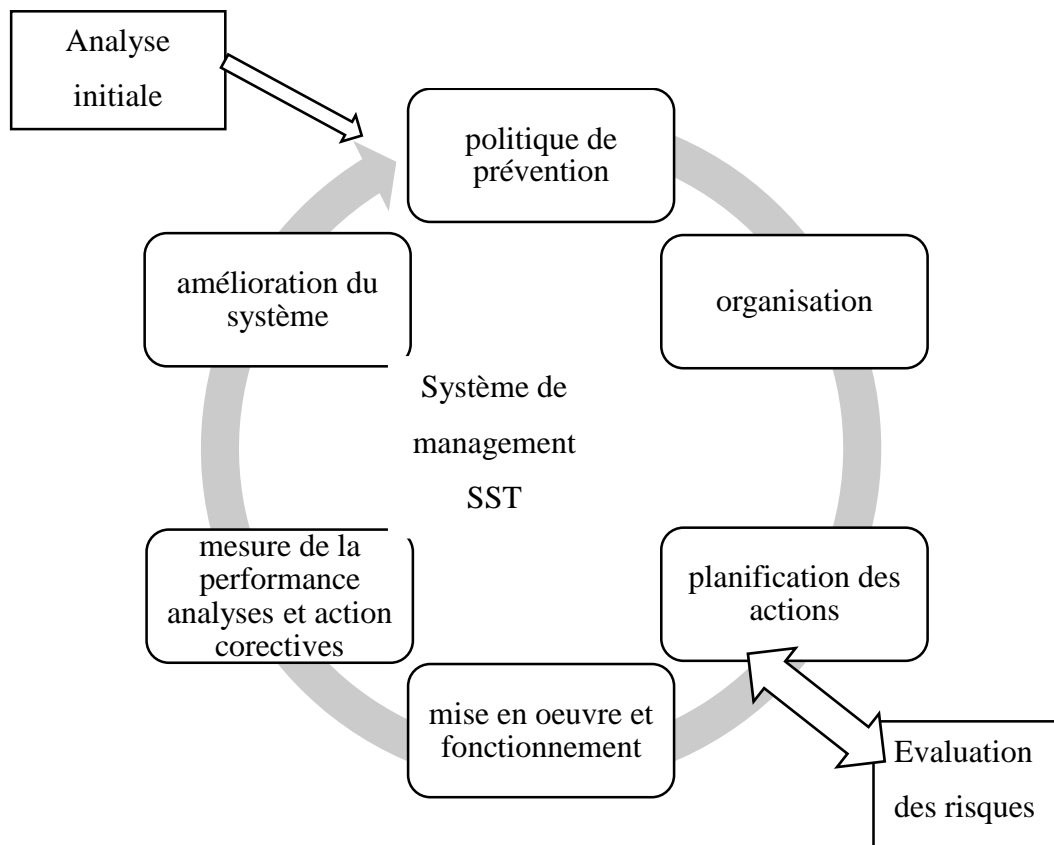 Analyse
initiale
politique de
prévention
organisation
planification des
actions
Evaluation
des risques
mise en oeuvre et
fonctionnement
mesure de la
performance
analyses et action
corectives
amélioration du
système
Système de
management
SST